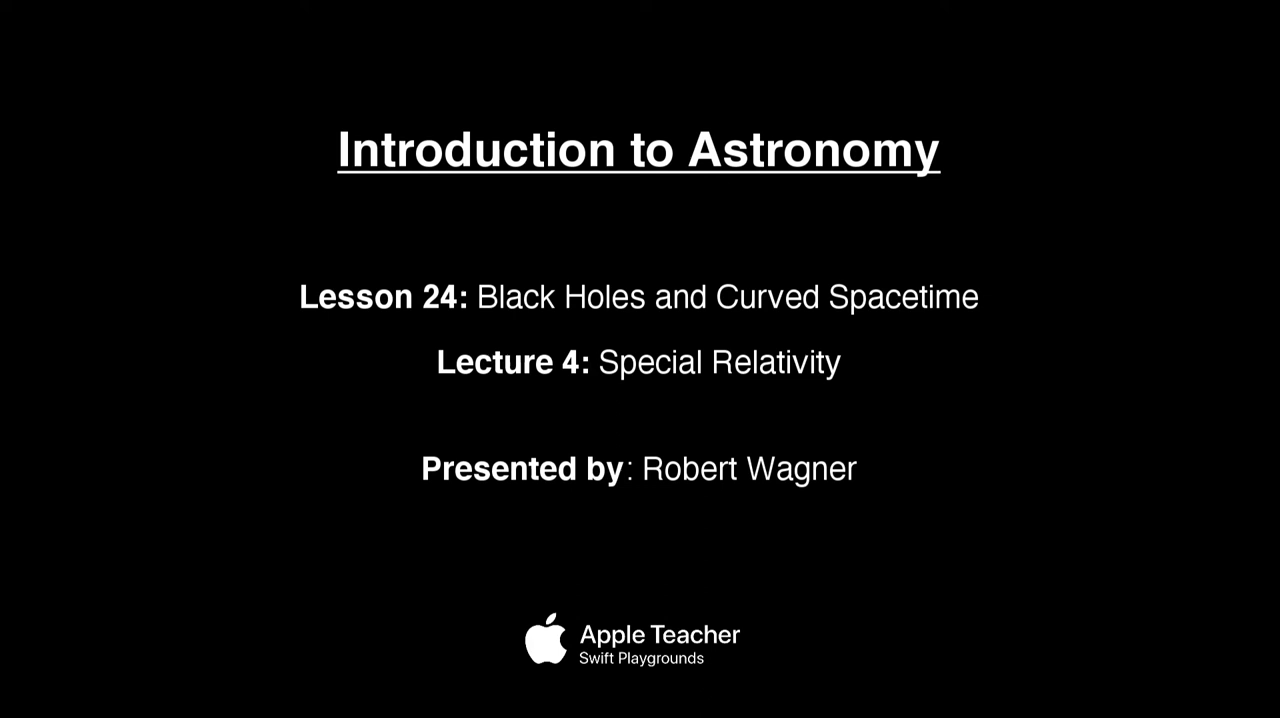 Introduction to Astronomy
Lesson 24: Black Holes and Curved Spacetime
Lecture 4: Special Relativity
Presented by: Robert Wagner
Apple Teacher
Swift Playgrounds